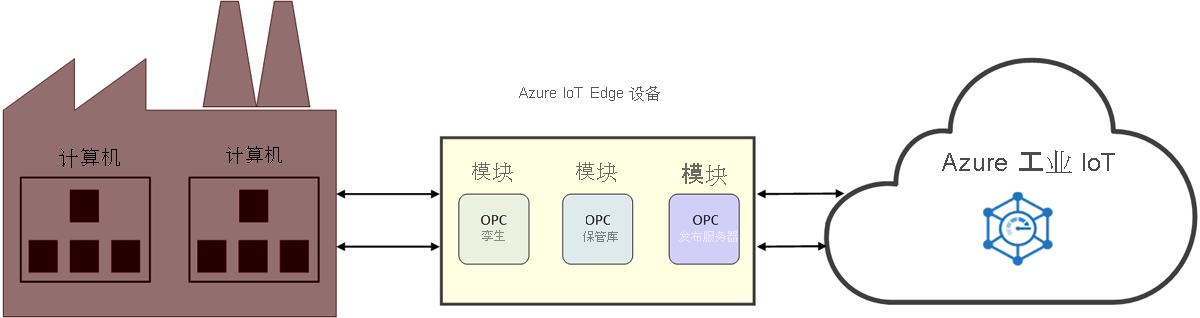 Azure IoT Edge 设备
计算机
计算机
模块
模块
模块
Azure 工业 IoT
OPC
孪生
OPC
保管库
OPC
发布服务器